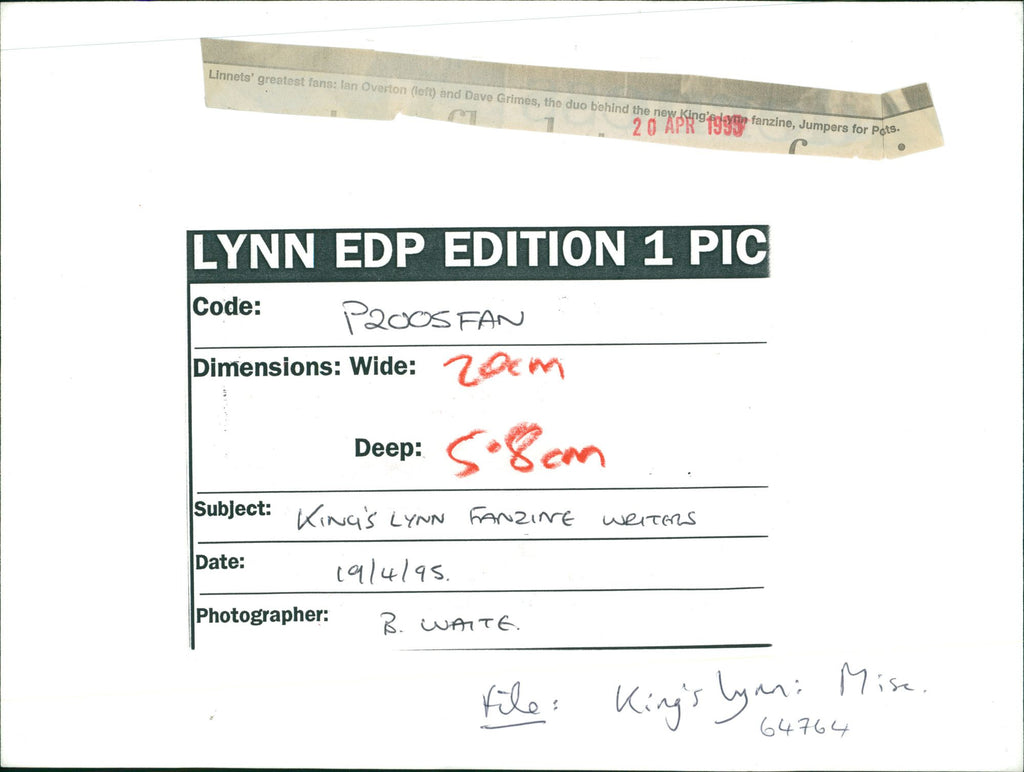 Linnets' greatest fans: Ian Overton (left) and Dave Grimes, the duo behind the new King's Lynn fanzine, Jumpers for Pots.
20 APR 1995
LYNN EDP EDITION 1 PIC
Code: P2005FAN
Dimensions: Wide: 20cm
Deep: 5.8cm
Subject: KING'S LYNN FANZINE WRITERS
Date: 19/4/95.
Photographer: B. WAITE.
File: King's Lynn: Misc.
64764